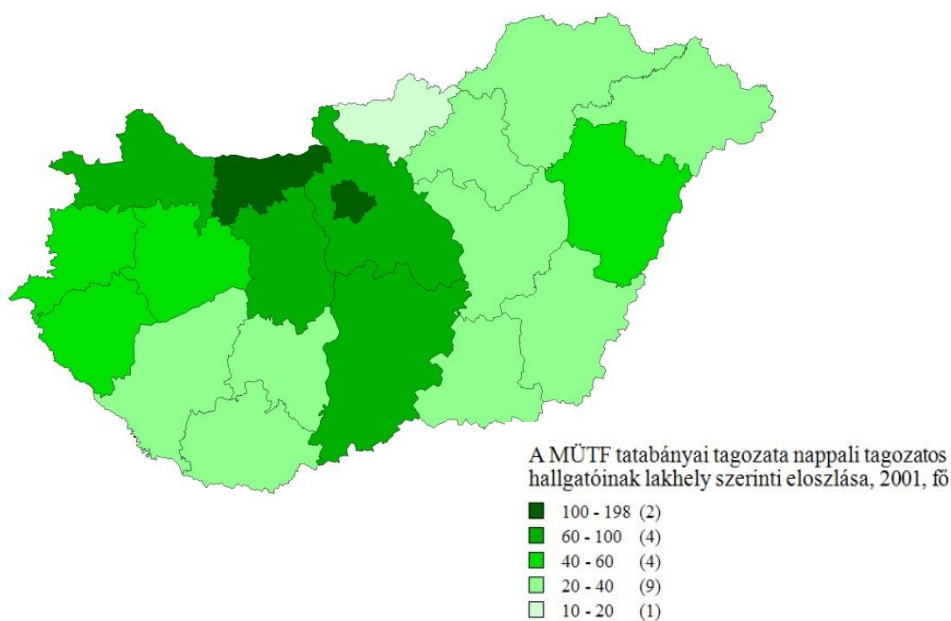 A MÜTF tatabányai tagozata nappali tagozatos
hallgatóinak lakhely szerinti eloszlása, 2001, fő
100 - 198 (2)
60 - 100 (4)
40 - 60 (4)
20 - 40 (9)
10 - 20 (1)